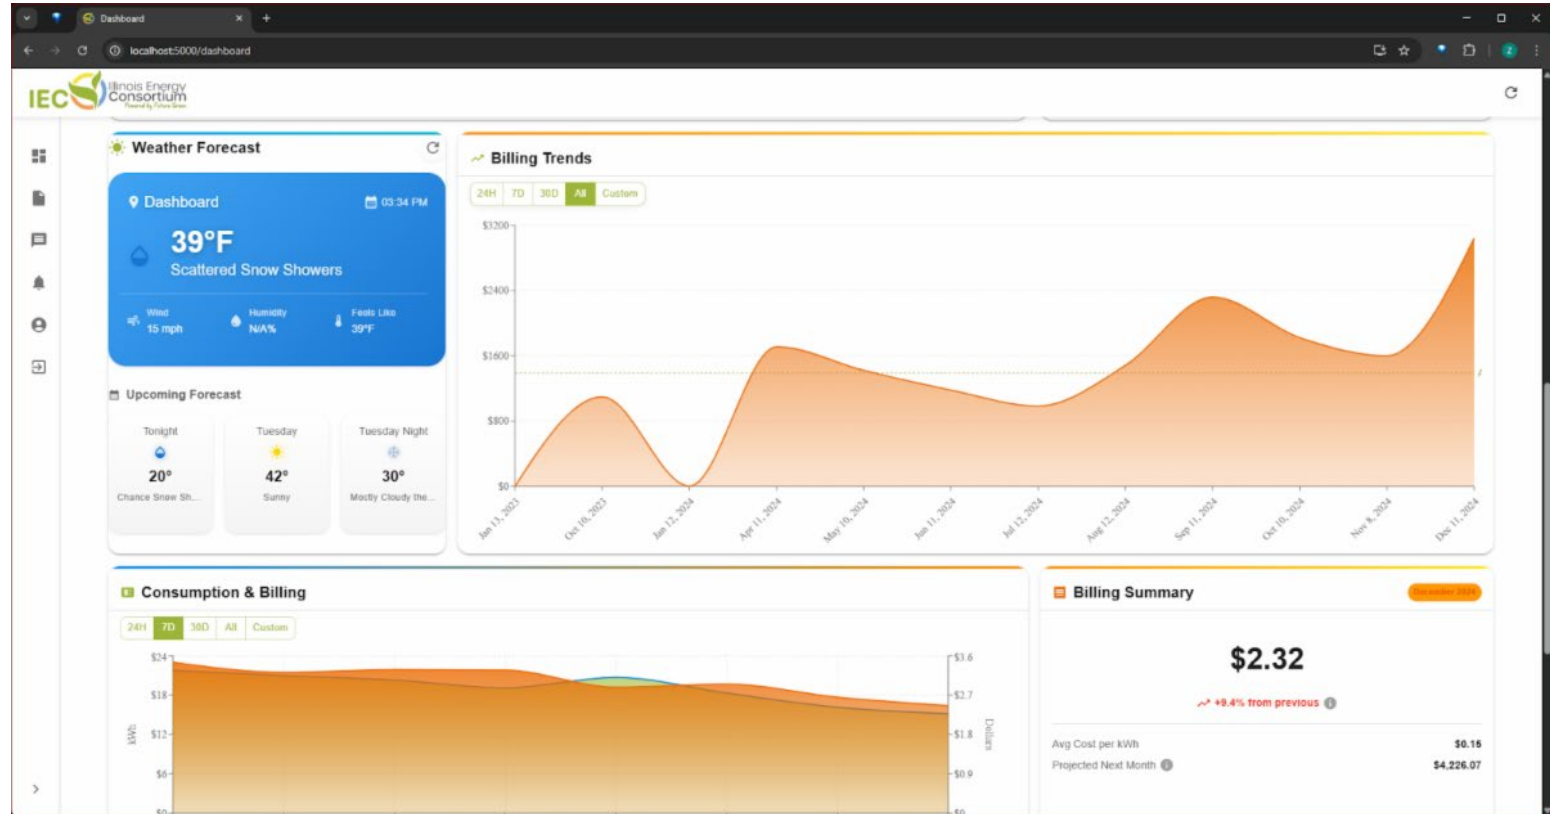 Dashboard
localhost:5000/dashboard
Z
IEC
Illinois Energy
Consortium
Weather Forecast
Dashboard
03:34 PM
39°F
Scattered Snow Showers
Wind
15 mph
Humidity
N/A%
Feels Like
39°F
Upcoming Forecast
Tonight
20°
Chance Snow Sh...
Tuesday
42°
Sunny
Tuesday Night
30°
Mostly Cloudy the...
Billing Trends
24H 7D 30D All Custom
$3200
$2400
$1600
$800
$0
Jan 13, 2023
Oct 10, 2023
Jan 12, 2024
Apr 11, 2024
May 10, 2024
Jun 11, 2024
Jul 12, 2024
Aug 12, 2024
Sep 11, 2024
Oct 10, 2024
Nov 8, 2024
Dec 11, 2024
Consumption & Billing
24H 7D 30D All Custom
$24
$18
$12
$6
$0
kWh
$3.6
$2.7
$1.8
$0.9
$0
Dollars
Billing Summary
December 2024
$2.32
+9.4% from previous
Avg Cost per kWh
$0.15
Projected Next Month
$4,226.07